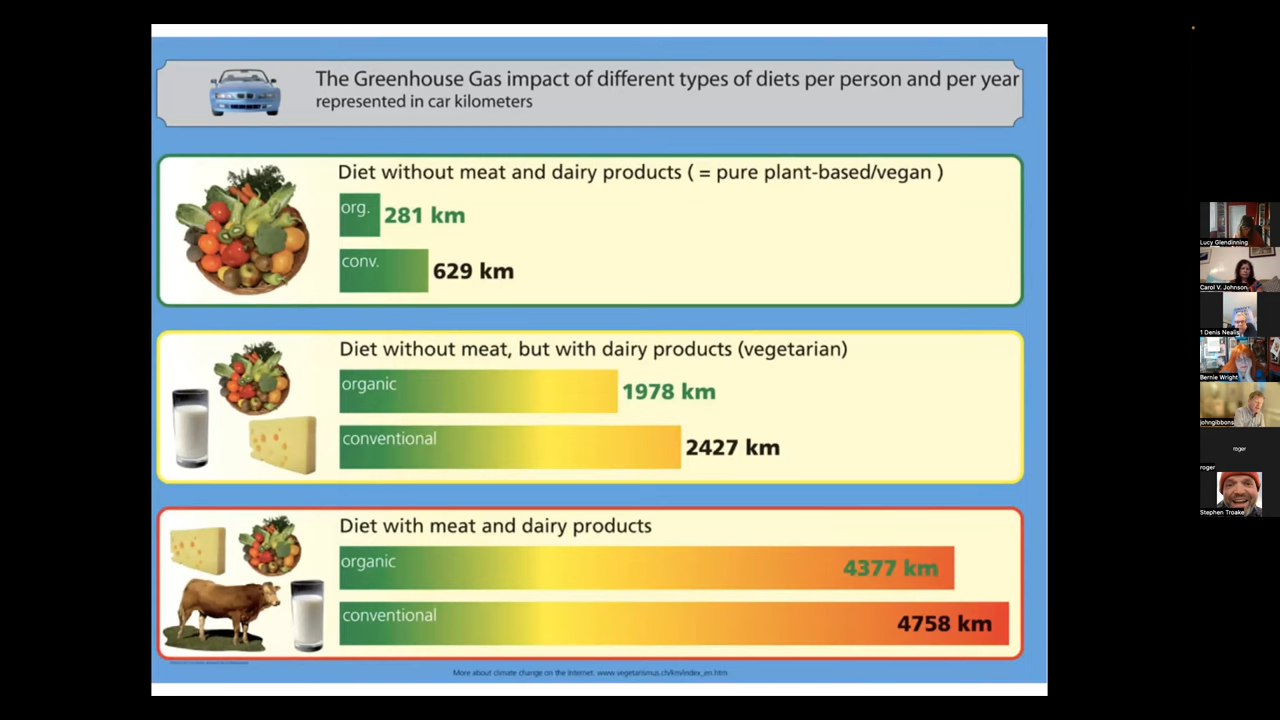 The Greenhouse Gas impact of different types of diets per person and per year
represented in car kilometers
Diet without meat and dairy products ( = pure plant-based/vegan )
org.
281 km
conv.
629 km
Diet without meat, but with dairy products (vegetarian)
organic
1978 km
conventional
2427 km
Diet with meat and dairy products
organic
4377 km
conventional
4758 km
More about climate change on the Internet: www.vegetarismus.ch/km/index_en.htm
Lucy Glendinning
Carol V. Johnson
1 Denis Nealis
Bernie Wright
johngibbons
roger
roger
Stephen Troake